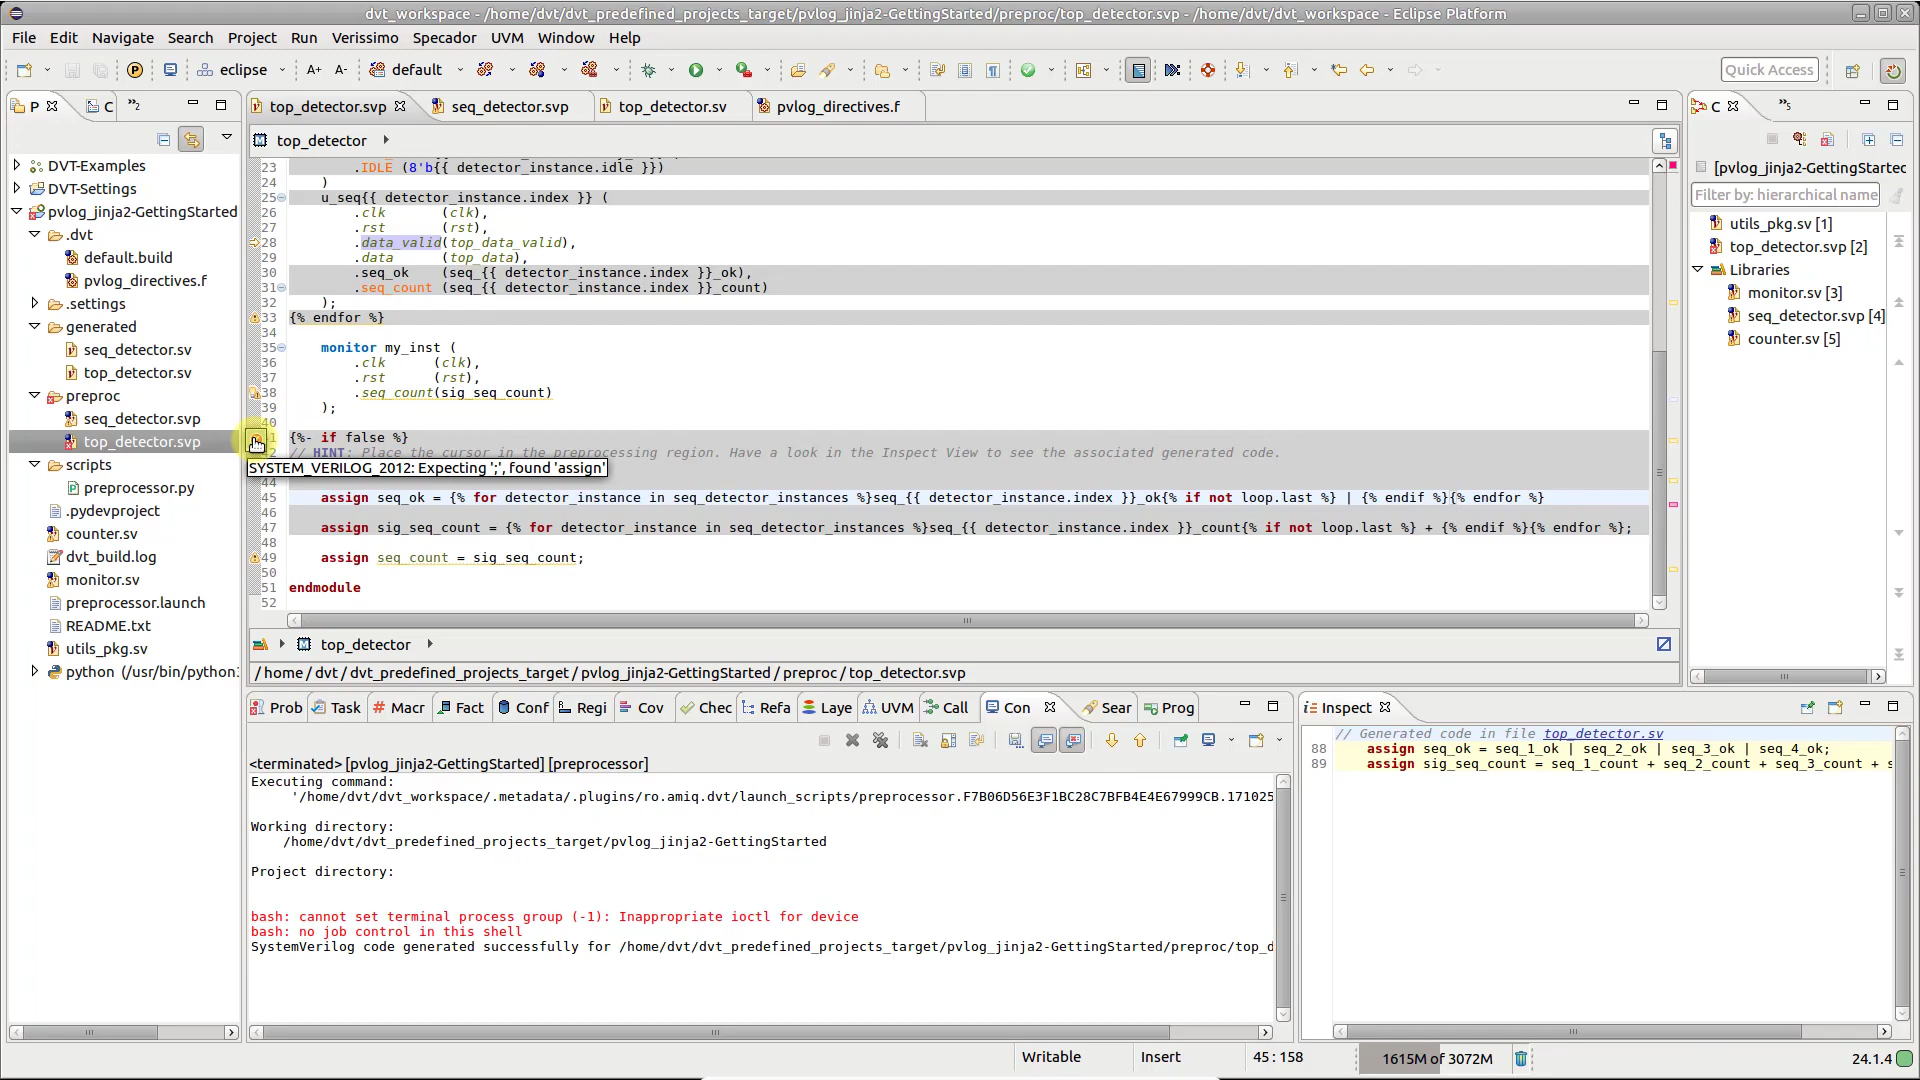 dvt_workspace - /home/dvt/dvt_predefined_projects_target/pvlog_jinja2-GettingStarted/preproc/top_detector.svp - /home/dvt/dvt_workspace - Eclipse Platform
File Edit Navigate Search Project Run Verissimo Specador UVM Window Help
eclipse A+ A- default Quick Access
P C »2
top_detector.svp seq_detector.svp top_detector.sv pvlog_directives.f
C »5
top_detector
DVT-Examples
DVT-Settings
pvlog_jinja2-GettingStarted
.dvt
default.build
pvlog_directives.f
.settings
generated
seq_detector.sv
top_detector.sv
preproc
seq_detector.svp
top_detector.svp
scripts
preprocessor.py
.pydevproject
counter.sv
dvt_build.log
monitor.sv
preprocessor.launch
README.txt
utils_pkg.sv
python (/usr/bin/python
23 .IDLE (8'b{{ detector_instance.idle }})
24 )
25 u_seq{{ detector_instance.index }} (
26 .clk (clk),
27 .rst (rst),
28 .data_valid(top_data_valid),
29 .data (top_data),
30 .seq_ok (seq_{{ detector_instance.index }}_ok),
31 .seq_count (seq_{{ detector_instance.index }}_count)
32 );
33 {% endfor %}
34
35 monitor my_inst (
36 .clk (clk),
37 .rst (rst),
38 .seq_count(sig_seq_count)
39 );
40
41 {%- if false %}
42 // HINT: Place the cursor in the preprocessing region. Have a look in the Inspect View to see the associated generated code.
SYSTEM_VERILOG_2012: Expecting ';', found 'assign'
44
45 assign seq_ok = {% for detector_instance in seq_detector_instances %}seq_{{ detector_instance.index }}_ok{% if not loop.last %} | {% endif %}{% endfor %}
46
47 assign sig_seq_count = {% for detector_instance in seq_detector_instances %}seq_{{ detector_instance.index }}_count{% if not loop.last %} + {% endif %}{% endfor %};
48
49 assign seq_count = sig_seq_count;
50
51 endmodule
52
top_detector
/ home / dvt / dvt_predefined_projects_target / pvlog_jinja2-GettingStarted / preproc / top_detector.svp
[pvlog_jinja2-GettingStarted
Filter by: hierarchical name
utils_pkg.sv [1]
top_detector.svp [2]
Libraries
monitor.sv [3]
seq_detector.svp [4]
counter.sv [5]
Prob Task Macr Fact Conf Regi Cov Chec Refa Laye UVM Call Con Sear Prog
<terminated> [pvlog_jinja2-GettingStarted] [preprocessor]
Executing command:
'/home/dvt/dvt_workspace/.metadata/.plugins/ro.amiq.dvt/launch_scripts/preprocessor.F7B06D56E3F1BC28C7BFB4E4E67999CB.171025
Working directory:
/home/dvt/dvt_predefined_projects_target/pvlog_jinja2-GettingStarted
Project directory:
bash: cannot set terminal process group (-1): Inappropriate ioctl for device
bash: no job control in this shell
SystemVerilog code generated successfully for /home/dvt/dvt_predefined_projects_target/pvlog_jinja2-GettingStarted/preproc/top_d
Inspect
// Generated code in file top_detector.sv
88 assign seq_ok = seq_1_ok | seq_2_ok | seq_3_ok | seq_4_ok;
89 assign sig_seq_count = seq_1_count + seq_2_count + seq_3_count + s
Writable Insert 45 : 158 1615M of 3072M 24.1.4